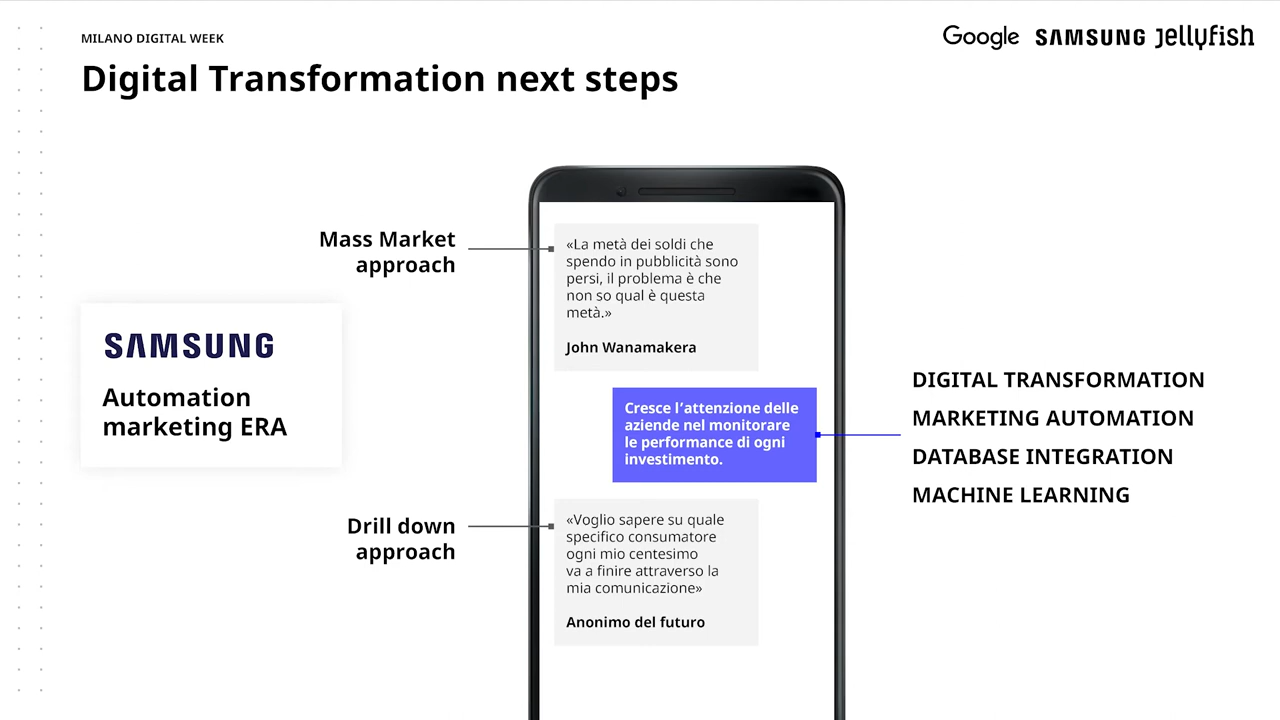 MILANO DIGITAL WEEK
Digital Transformation next steps
Google SAMSUNG Jellyfish
Mass Market
approach
«La metà dei soldi che
spendo in pubblicità sono
persi, il problema è che
non so qual è questa
metà.»
John Wanamakera
SAMSUNG
Automation
marketing ERA
Cresce l'attenzione delle
aziende nel monitorare
le performance di ogni
investimento.
DIGITAL TRANSFORMATION
MARKETING AUTOMATION
DATABASE INTEGRATION
MACHINE LEARNING
Drill down
approach
«Voglio sapere su quale
specifico consumatore
ogni mio centesimo
va a finire attraverso la
mia comunicazione»
Anonimo del futuro